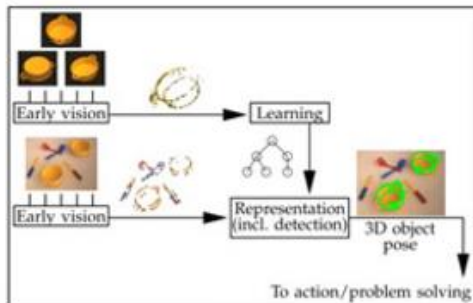 Early vision
Learning
Early vision
Representation
(incl. detection)
3D object
pose
To action/problem solving